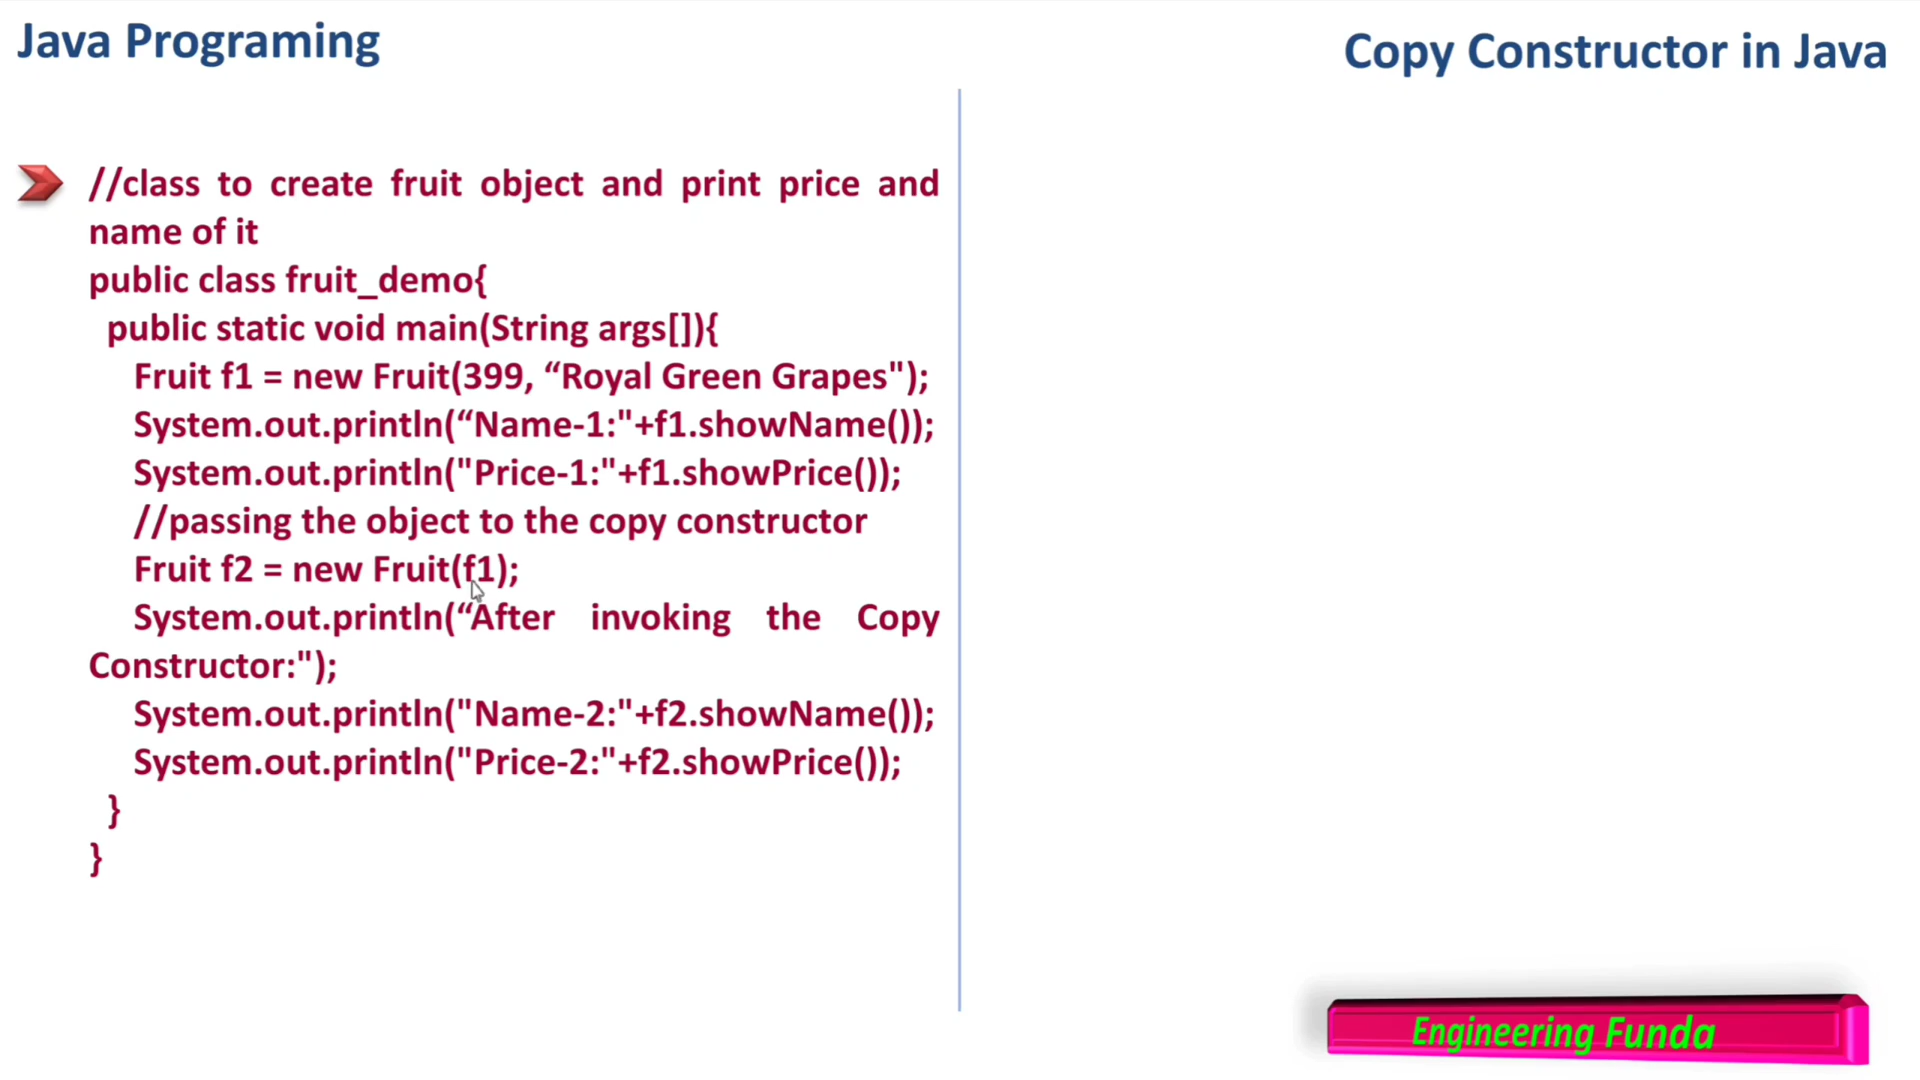 Java Programing
Copy Constructor in Java
//class to create fruit object and print price and
name of it
public class fruit_demo{
public static void main(String args[]){
Fruit f1 = new Fruit(399, “Royal Green Grapes");
System.out.println(“Name-1:"+f1.showName());
System.out.println("Price-1:"+f1.showPrice());
//passing the object to the copy constructor
Fruit f2 = new Fruit(f1);
System.out.println(“After invoking the Copy
Constructor:");
System.out.println("Name-2:"+f2.showName());
System.out.println("Price-2:"+f2.showPrice());
}
}
Engineering Funda